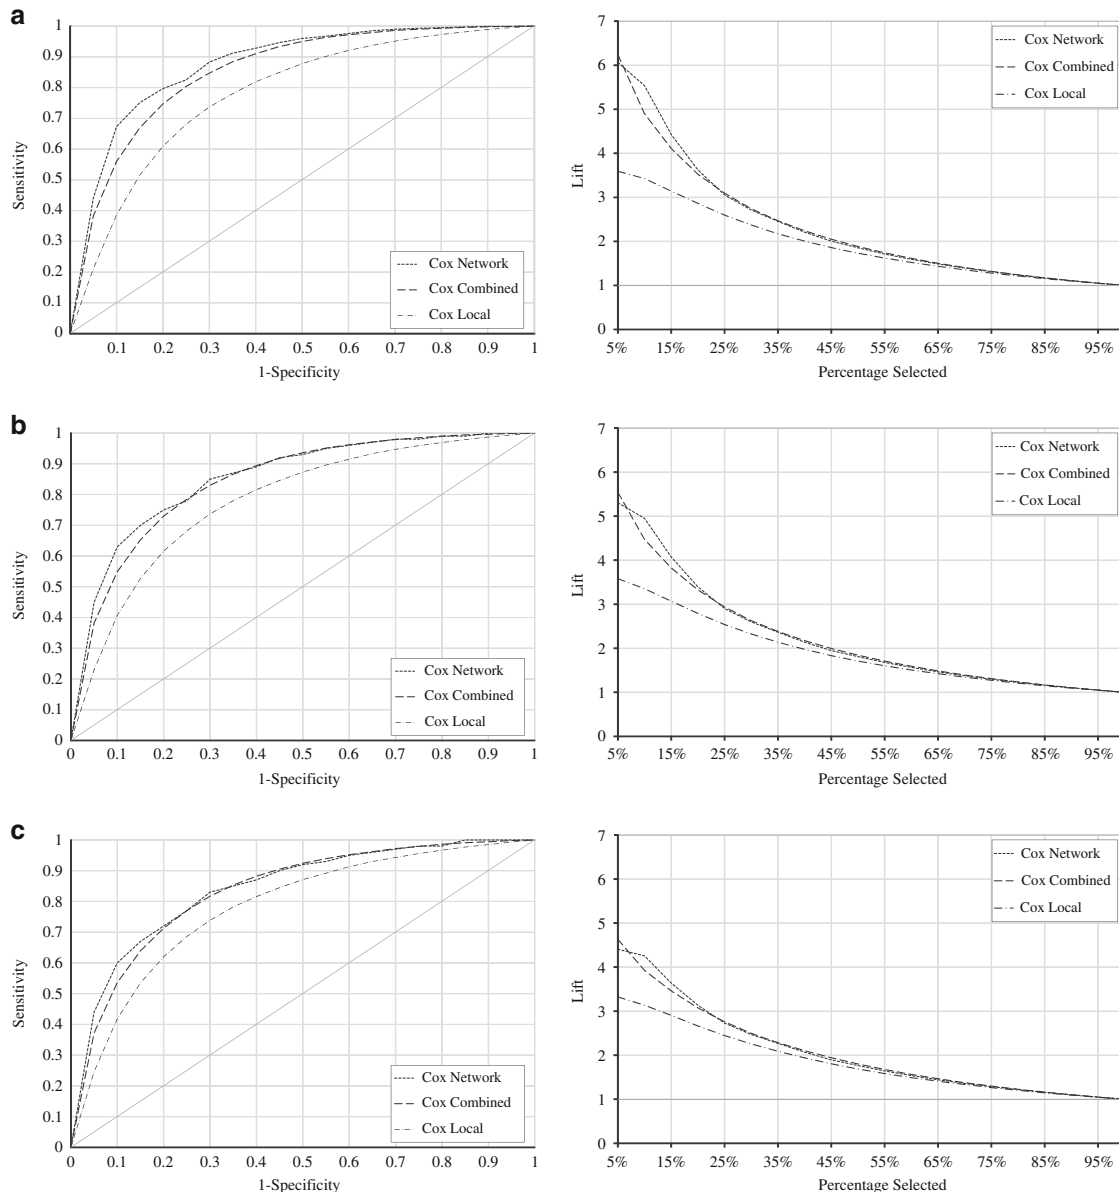 a
1
0.9
0.8
0.7
0.6
0.5
0.4
0.3
0.2
0.1
0
Sensitivity
0.1 0.2 0.3 0.4 0.5 0.6 0.7 0.8 0.9 1
1-Specificity
Cox Network
Cox Combined
Cox Local
7
6
5
4
3
2
1
0
Lift
5% 15% 25% 35% 45% 55% 65% 75% 85% 95%
Percentage Selected
Cox Network
Cox Combined
Cox Local
b
1
0.9
0.8
0.7
0.6
0.5
0.4
0.3
0.2
0.1
0
Sensitivity
0 0.1 0.2 0.3 0.4 0.5 0.6 0.7 0.8 0.9 1
1-Specificity
Cox Network
Cox Combined
Cox Local
7
6
5
4
3
2
1
0
Lift
5% 15% 25% 35% 45% 55% 65% 75% 85% 95%
Percentage Selected
Cox Network
Cox Combined
Cox Local
c
1
0.9
0.8
0.7
0.6
0.5
0.4
0.3
0.2
0.1
0
Sensitivity
0 0.1 0.2 0.3 0.4 0.5 0.6 0.7 0.8 0.9 1
1-Specificity
Cox Network
Cox Combined
Cox Local
7
6
5
4
3
2
1
0
Lift
5% 15% 25% 35% 45% 55% 65% 75% 85% 95%
Percentage Selected
Cox Network
Cox Combined
Cox Local